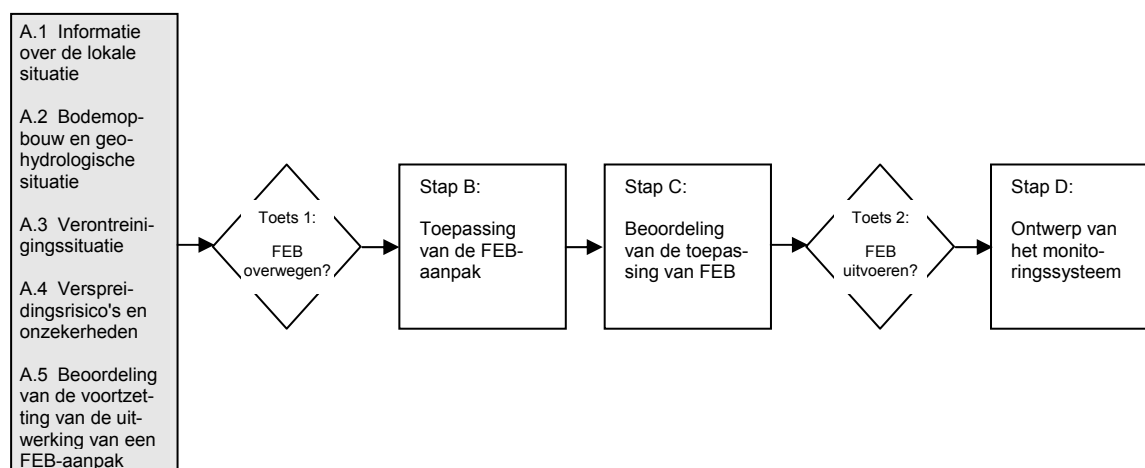 A.1 Informatie
over de lokale
situatie
A.2 Bodemop-
bouw en geo-
hydrologische
situatie
A.3 Verontreini-
gingssituatie
A.4 Versprei-
dingsrisico's en
onzekerheden
A.5 Beoordeling
van de voortzet-
ting van de uit-
werking van een
FEB-aanpak
Toets 1:
FEB
overwegen?
Stap B:
Toepassing
van de FEB-
aanpak
Stap C:
Beoordeling
van de toepas-
sing van FEB
Toets 2:
FEB
uitvoeren?
Stap D:
Ontwerp van
het monito-
ringssysteem